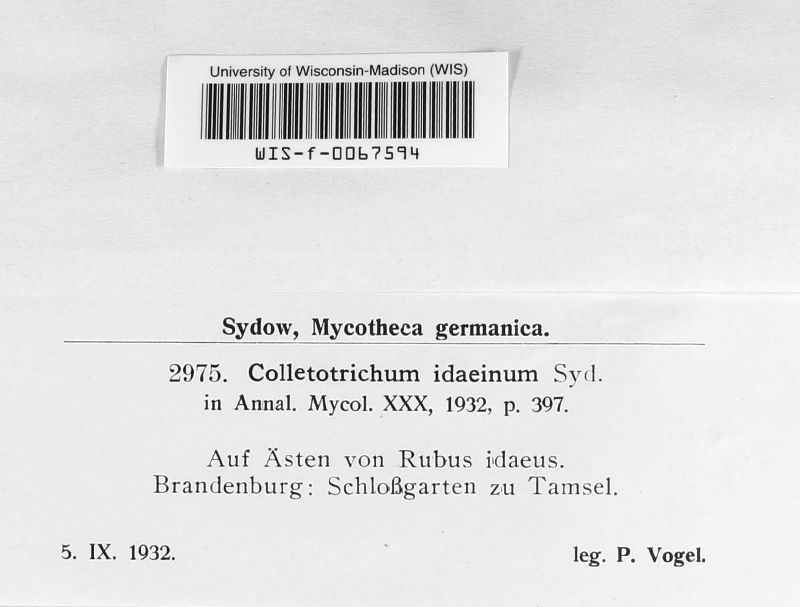 University of Wisconsin-Madison (WIS)
WIS-f-0067594
Sydow, Mycotheca germanica.
2975. Colletotrichum idaeinum Syd.
in Annal. Mycol. XXX, 1932, p. 397.
Auf Ästen von Rubus idaeus.
Brandenburg: Schloßgarten zu Tamsel.
5. IX. 1932. leg. P. Vogel.